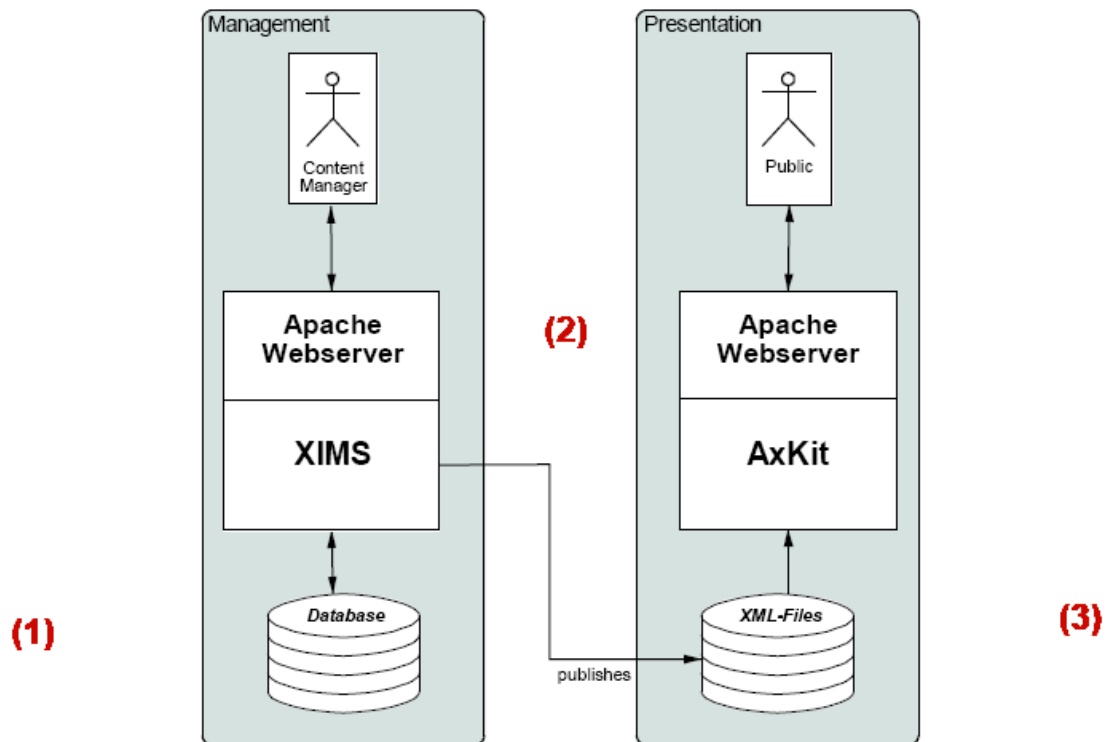 Management
Content
Manager
Apache
Webserver
XIMS
Database
(1)
(2)
publishes
Presentation
Public
Apache
Webserver
AxKit
XML-Files
(3)